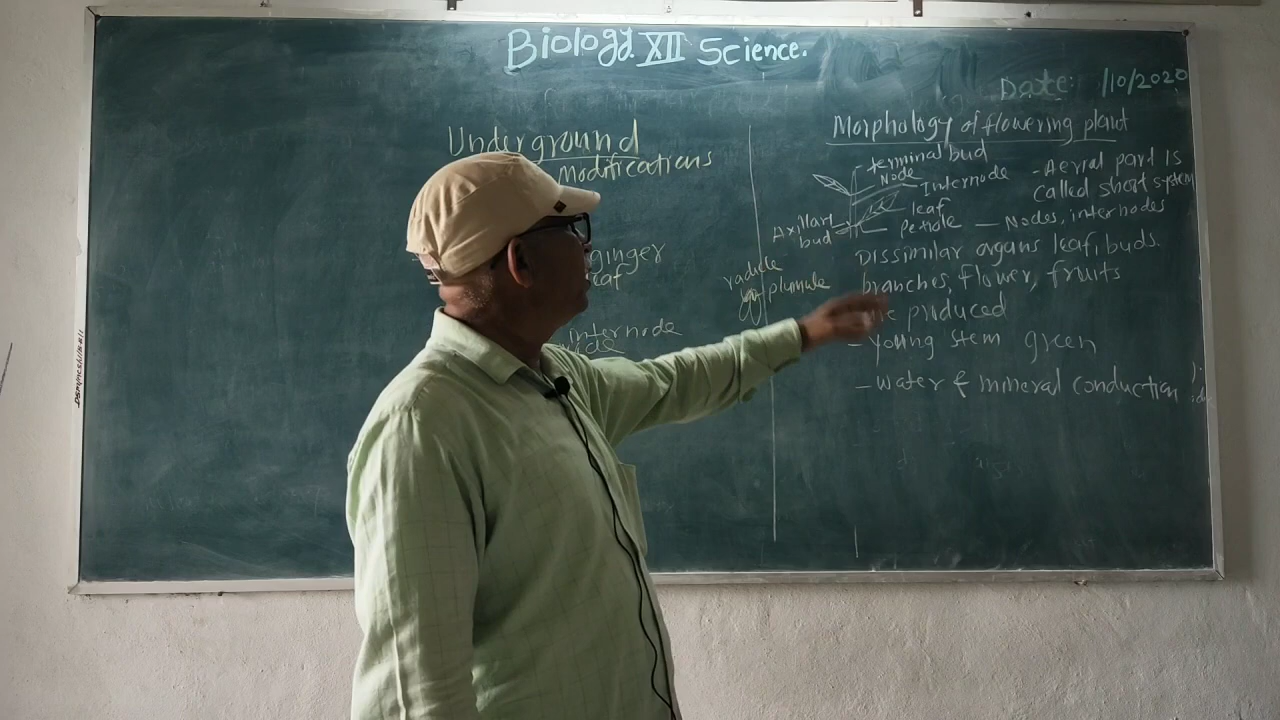 Biology XII Science.
Date: /10/2020
Underground
Modifications
ginger
internode
Morphology of flowering plant
terminal bud
Node
Internode
leaf
Petiole
Axillary
bud
- Aerial part is
called short system
- Nodes, internodes
Dissimilar organs leaf, buds.
branches, flower, fruits
produced
- young stem green
- water & mineral conduction
radicle
plumule